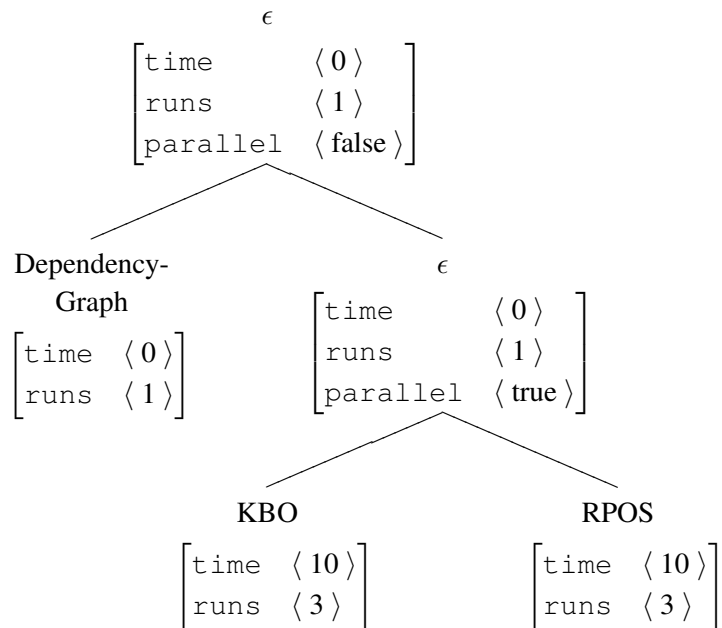 ϵ
time ⟨ 0 ⟩
runs ⟨ 1 ⟩
parallel ⟨ false ⟩
Dependency-
Graph
time ⟨ 0 ⟩
runs ⟨ 1 ⟩
ϵ
time ⟨ 0 ⟩
runs ⟨ 1 ⟩
parallel ⟨ true ⟩
KBO
time ⟨ 10 ⟩
runs ⟨ 3 ⟩
RPOS
time ⟨ 10 ⟩
runs ⟨ 3 ⟩